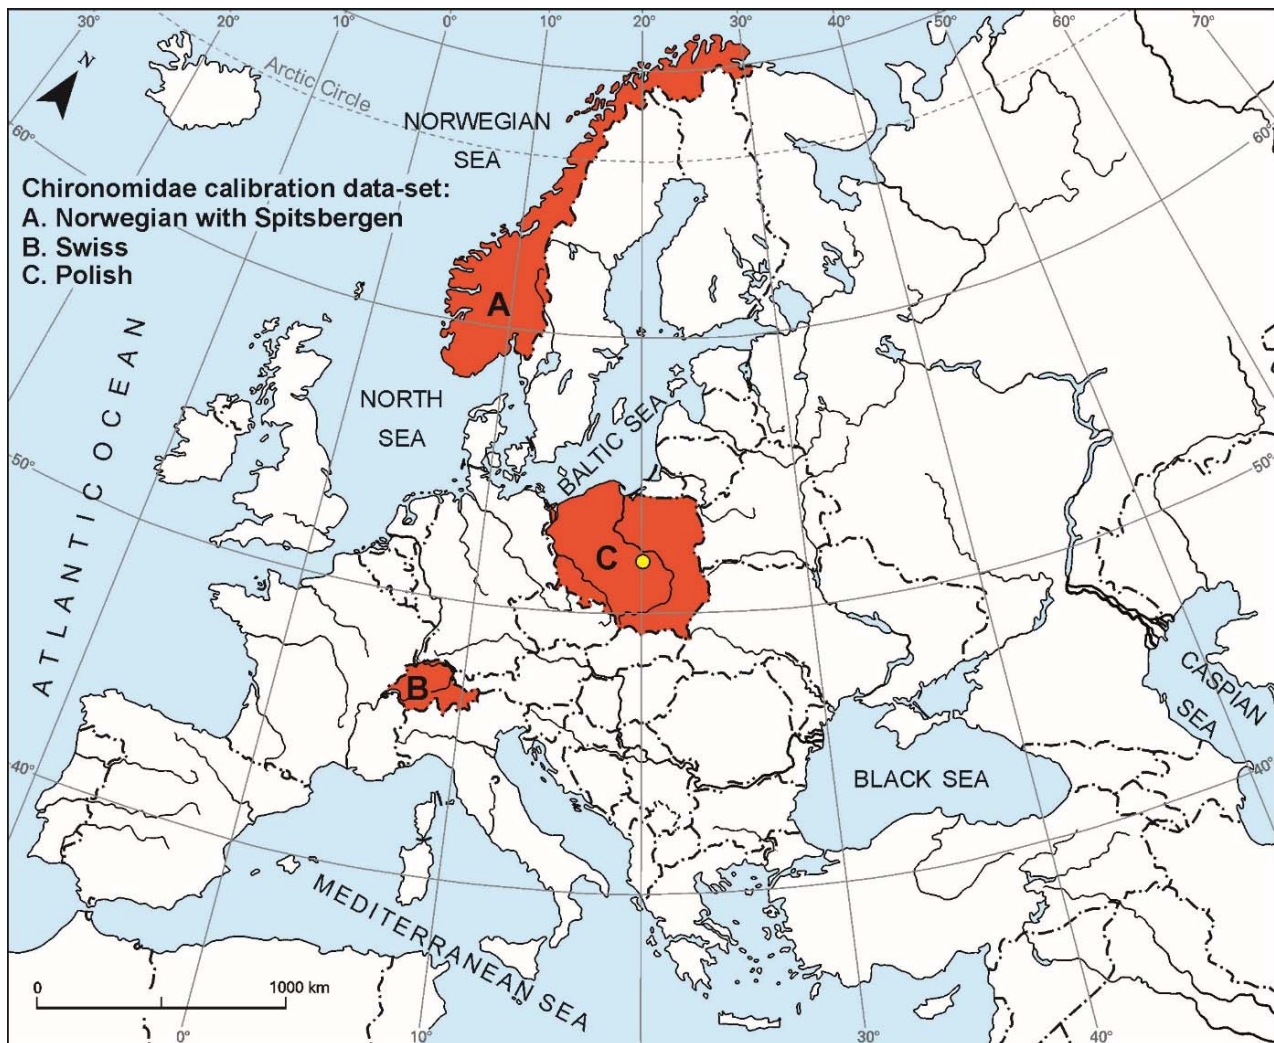 30°
20°
10°
0°
10°
20°
30°
50°
60°
70°
N
Arctic Circle
NORWEGIAN
SEA
60°
60°
Chironomidae calibration data-set:
A. Norwegian with Spitsbergen
B. Swiss
C. Polish
A
ATLANTIC OCEAN
NORTH
SEA
BALTIC SEA
50°
50°
C
B
CASPIAN
SEA
BLACK SEA
40°
40°
MEDITERRANEAN SEA
0
1000 km
0°
10°
30°
40°